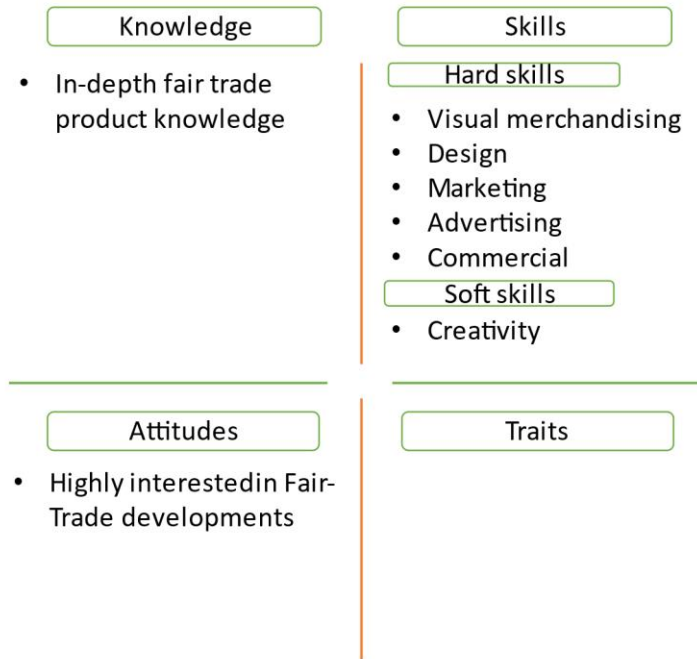 Knowledge
• In-depth fair trade
product knowledge
Skills
Hard skills
• Visual merchandising
• Design
• Marketing
• Advertising
• Commercial
Soft skills
• Creativity
Attitudes
• Highly interestedin Fair-
Trade developments
Traits